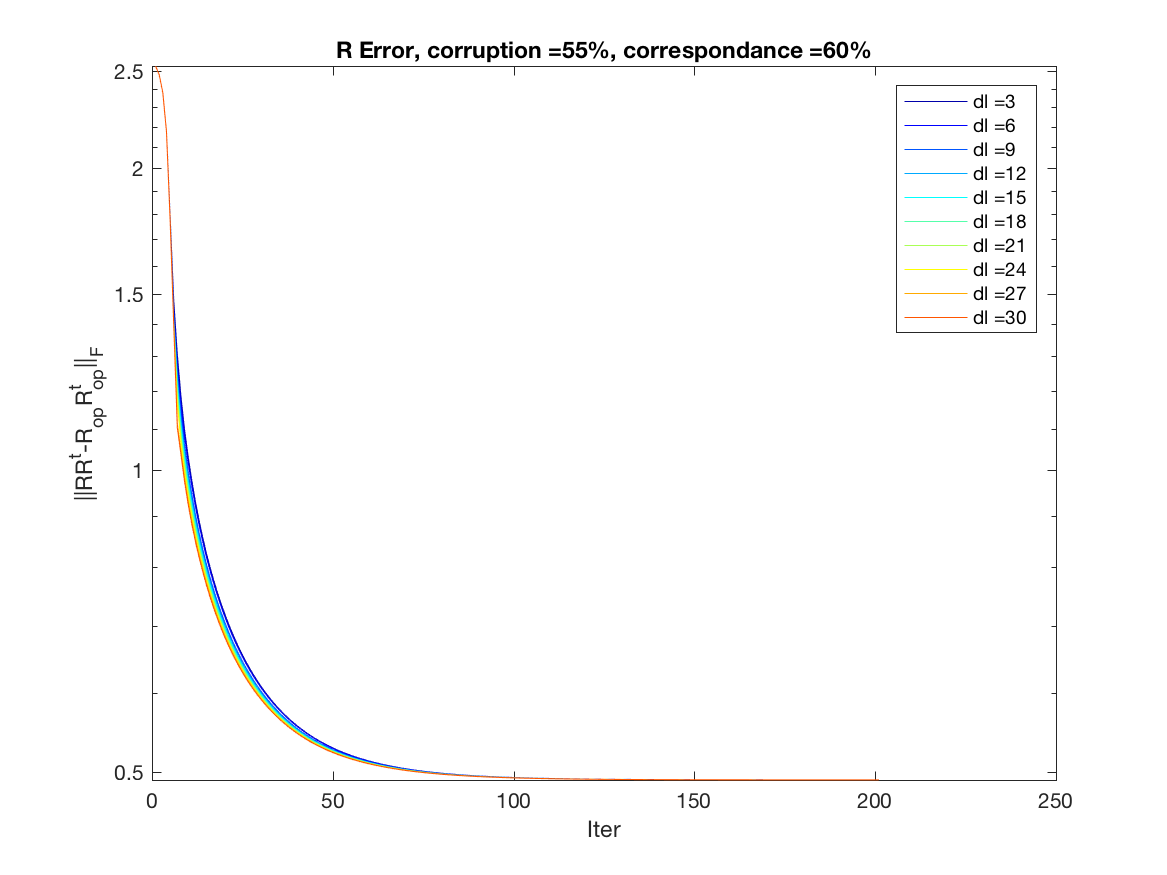 R Error, corruption =55%, correspondance =60%
2.5
2
1.5
1
0.5
||RR^t-R_op R^t_op||_F
0 50 100 150 200 250
Iter
dl =3
dl =6
dl =9
dl =12
dl =15
dl =18
dl =21
dl =24
dl =27
dl =30